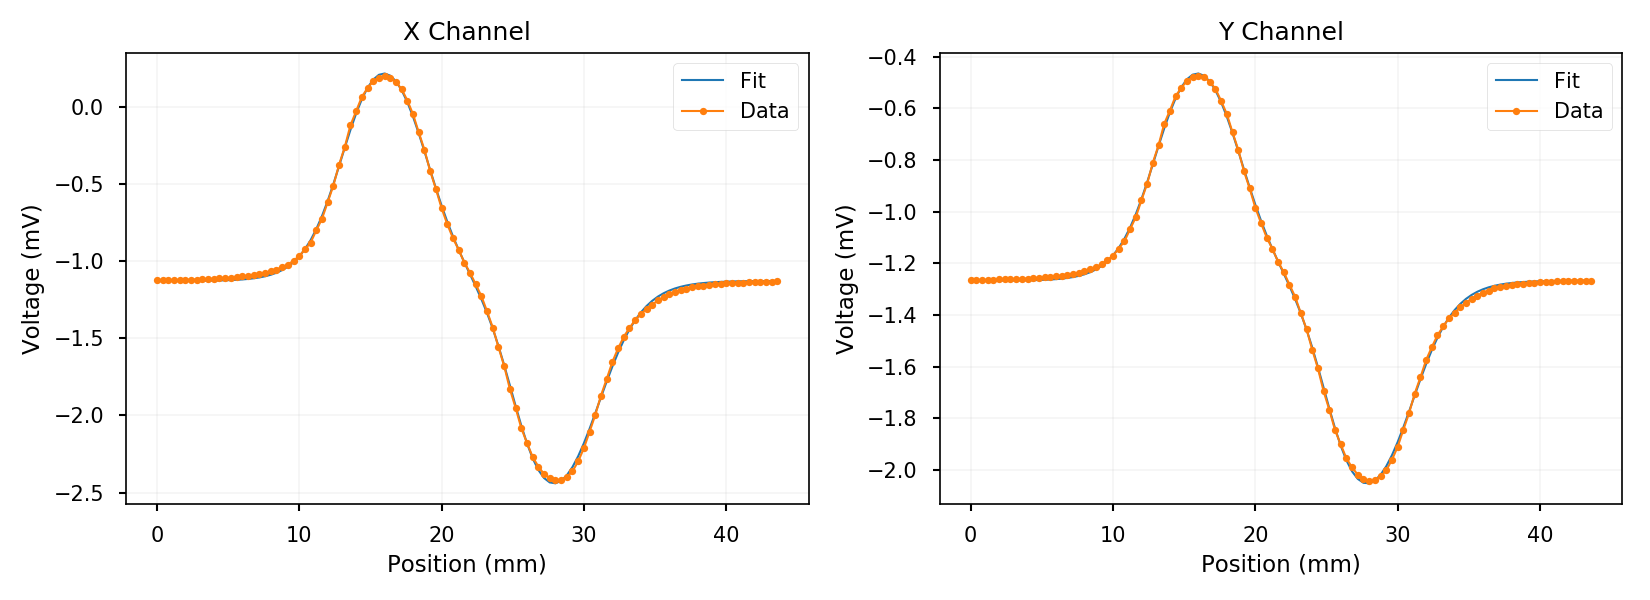 X Channel
Voltage (mV)
0.0
−0.5
−1.0
−1.5
−2.0
−2.5
0 10 20 30 40
Position (mm)
Fit
Data
Y Channel
Voltage (mV)
−0.4
−0.6
−0.8
−1.0
−1.2
−1.4
−1.6
−1.8
−2.0
0 10 20 30 40
Position (mm)
Fit
Data